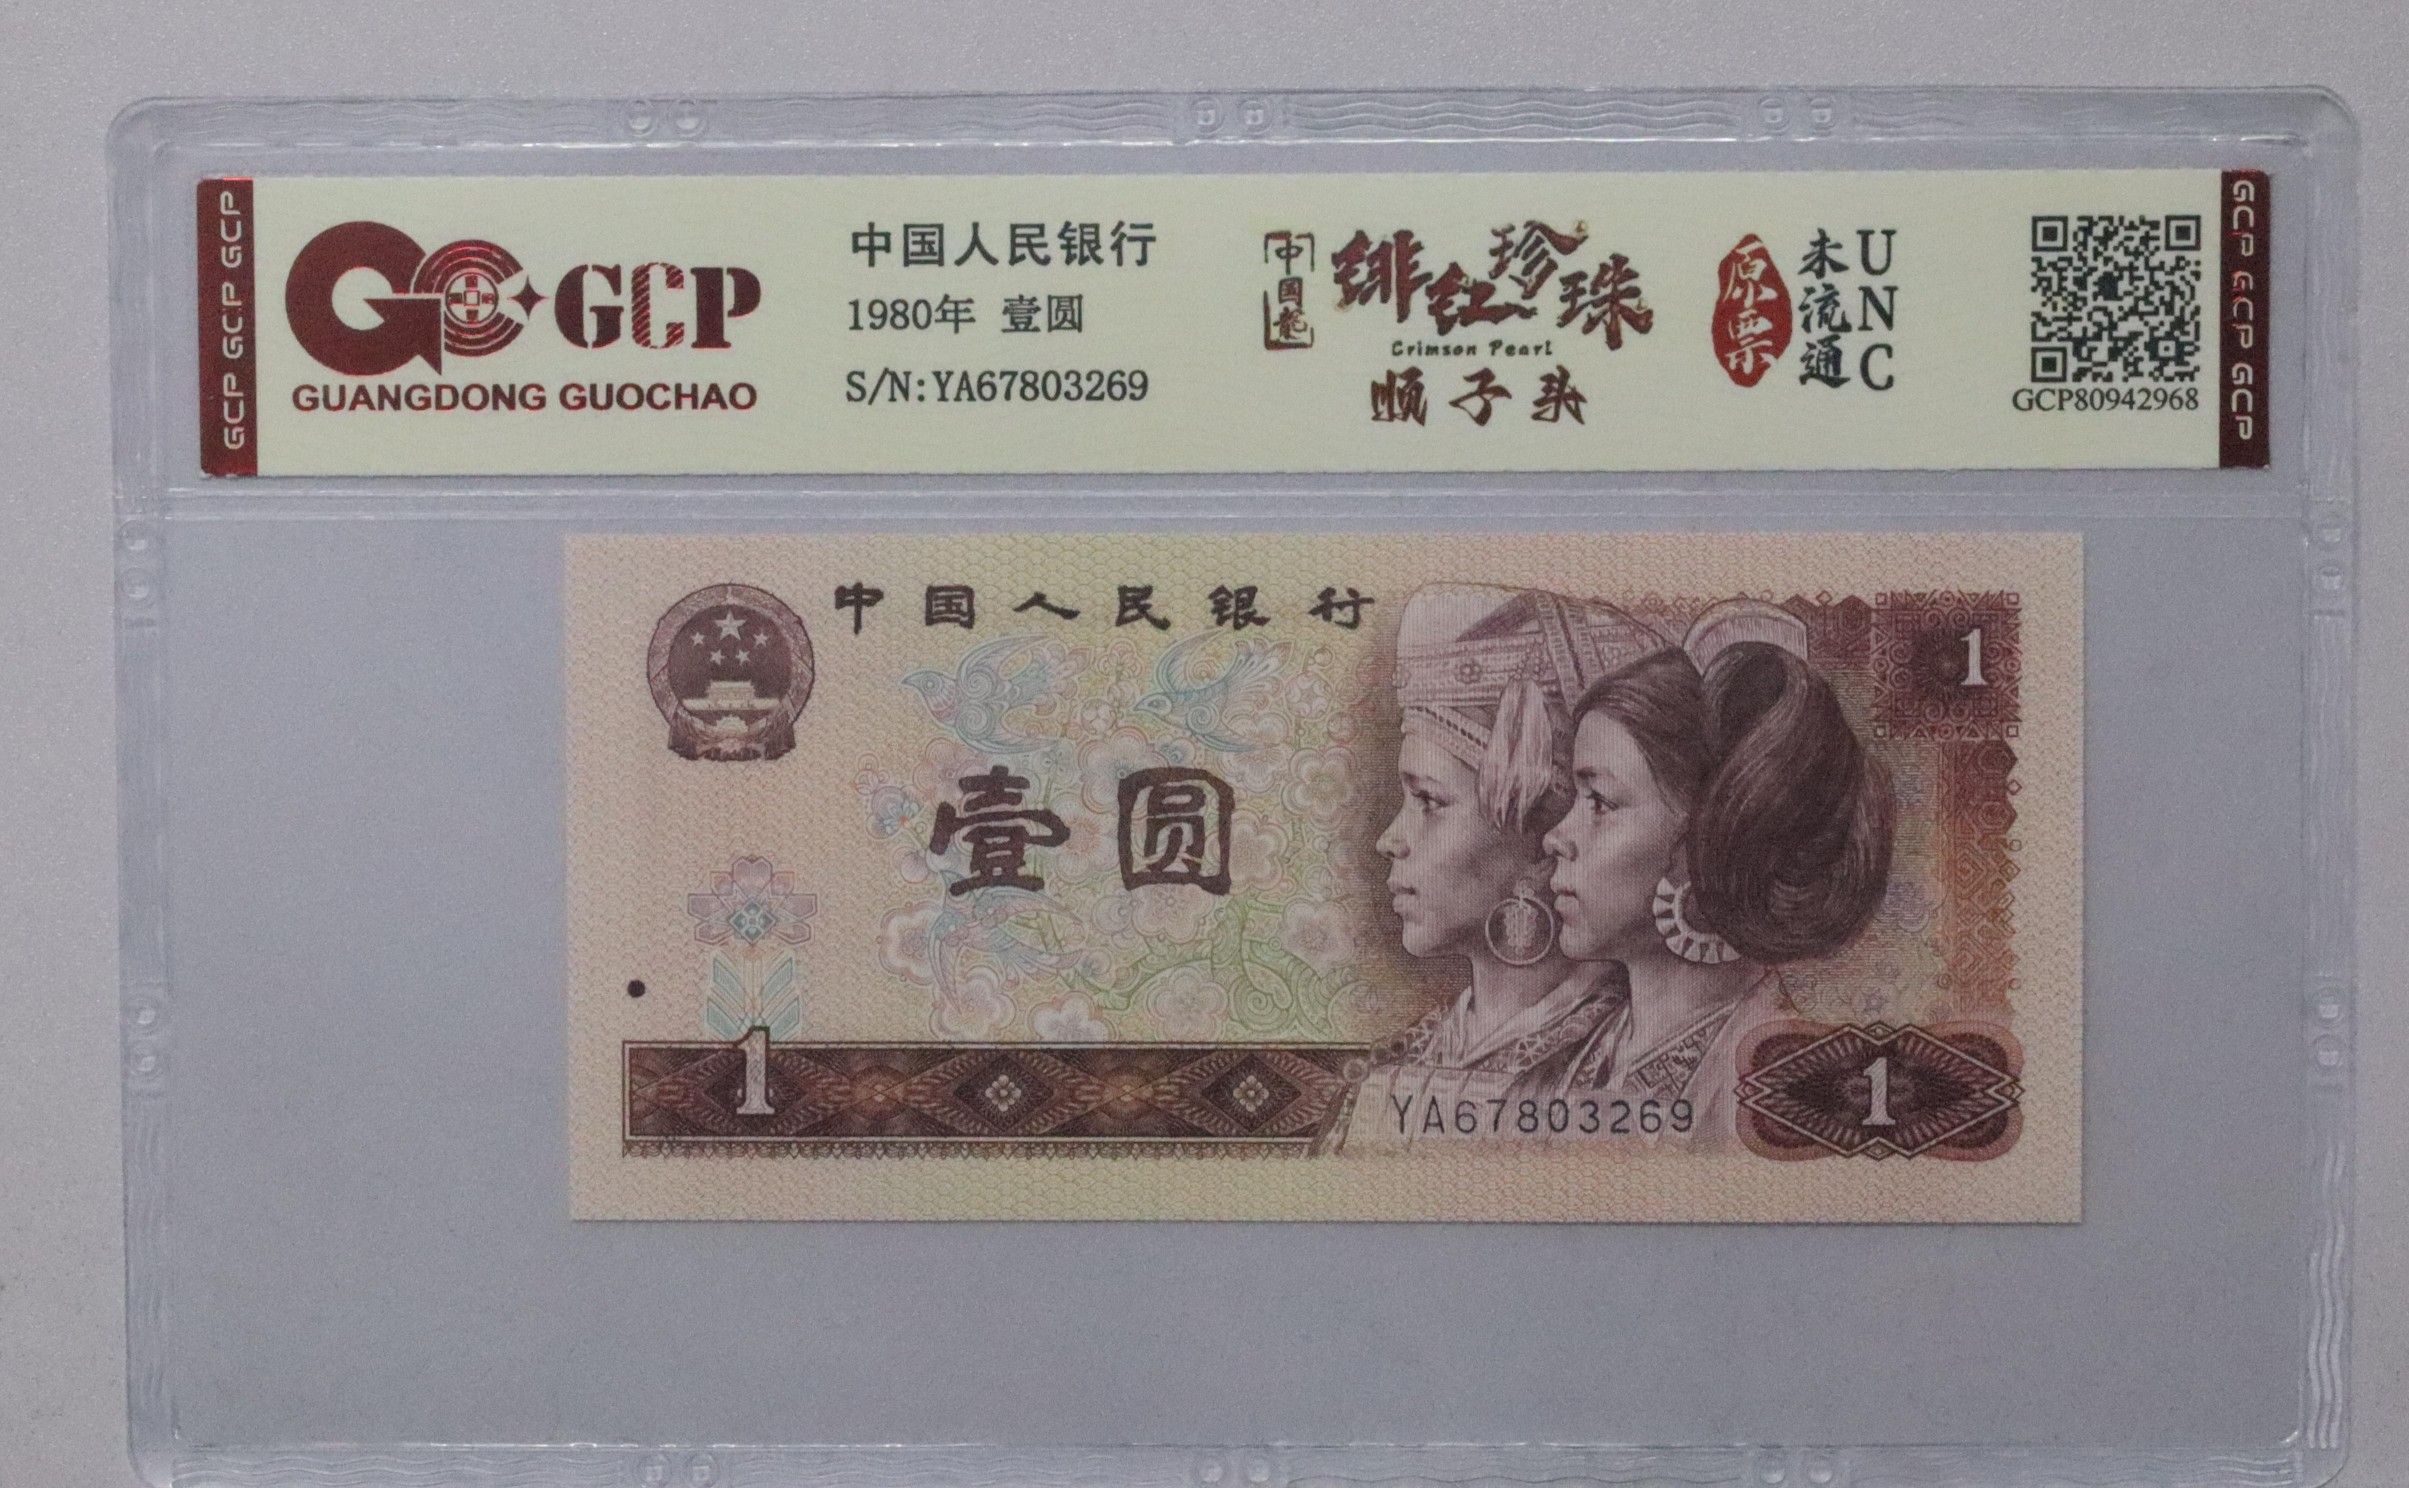 GCP GCP GCP
GCP
GUANGDONG GUOCHAO
中国人民银行
1980年 壹圆
S/N:YA67803269
中国龍
绯红珍珠
Crimson Pearl
顺子头
原票
未流通
UNC
GCP80942968
GCP GCP GCP
中国人民银行
1
壹圆
1
YA67803269
1